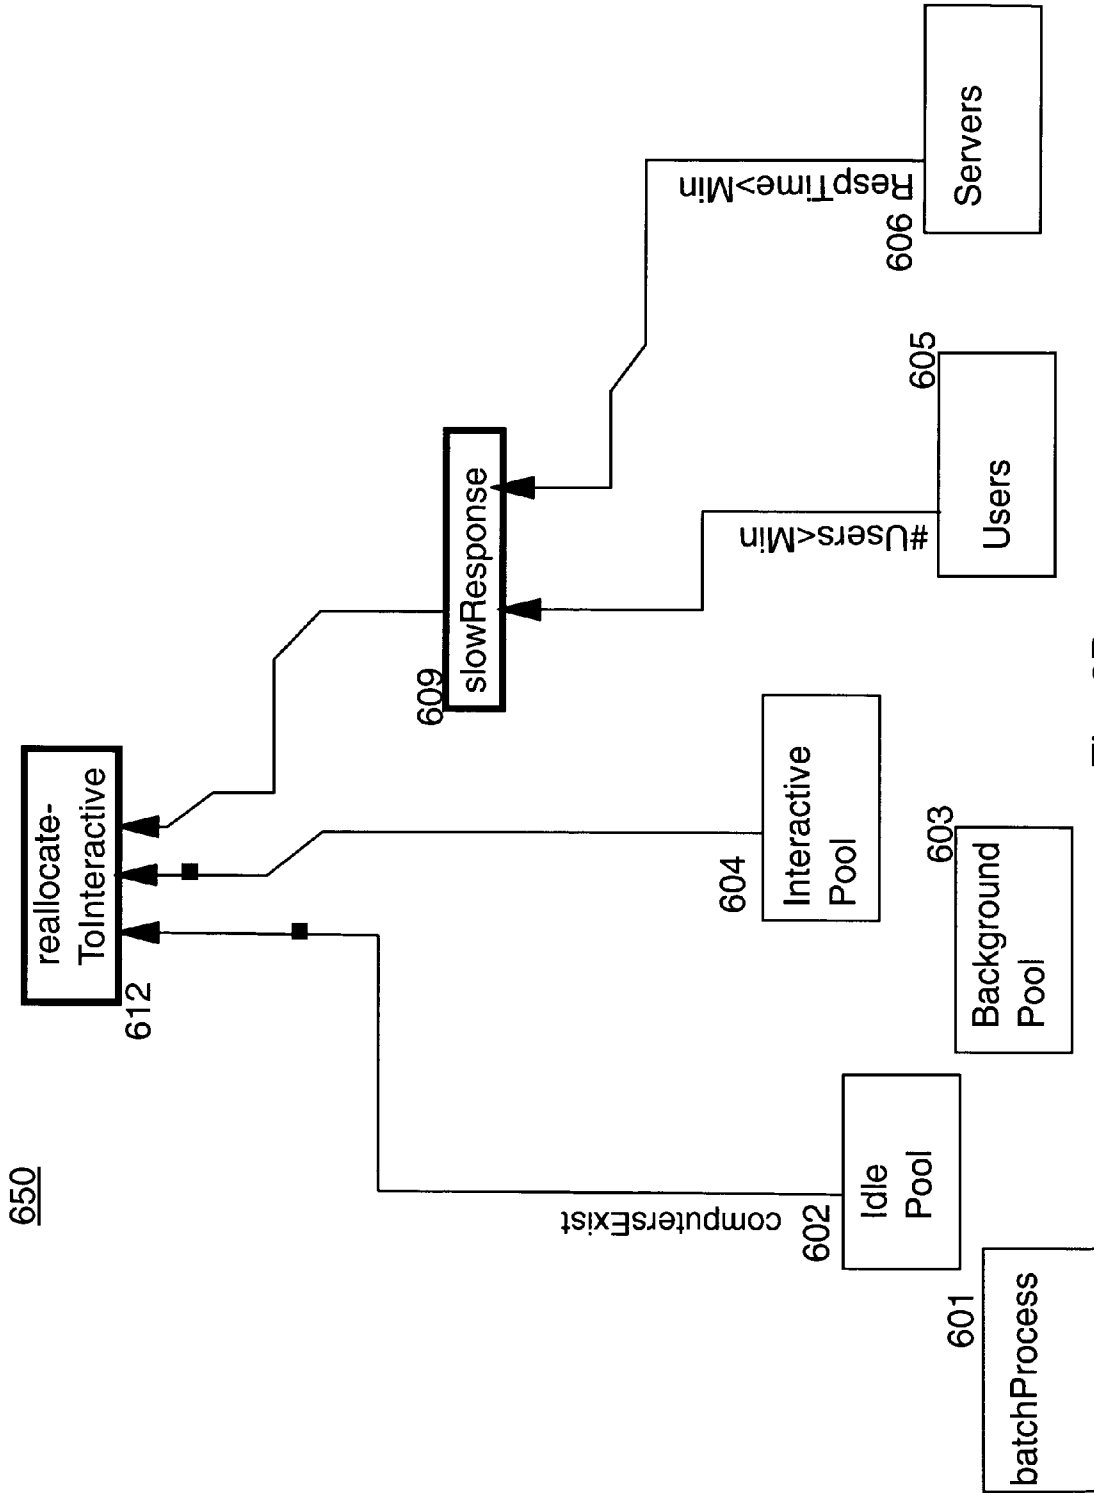 650
reallocate-
ToInteractive
612
slowResponse
609
RespTime>Min
#Users<Min
computersExist
Servers
606
Users
605
Interactive
Pool
604
Background
Pool
603
Idle
Pool
602
batchProcess
601